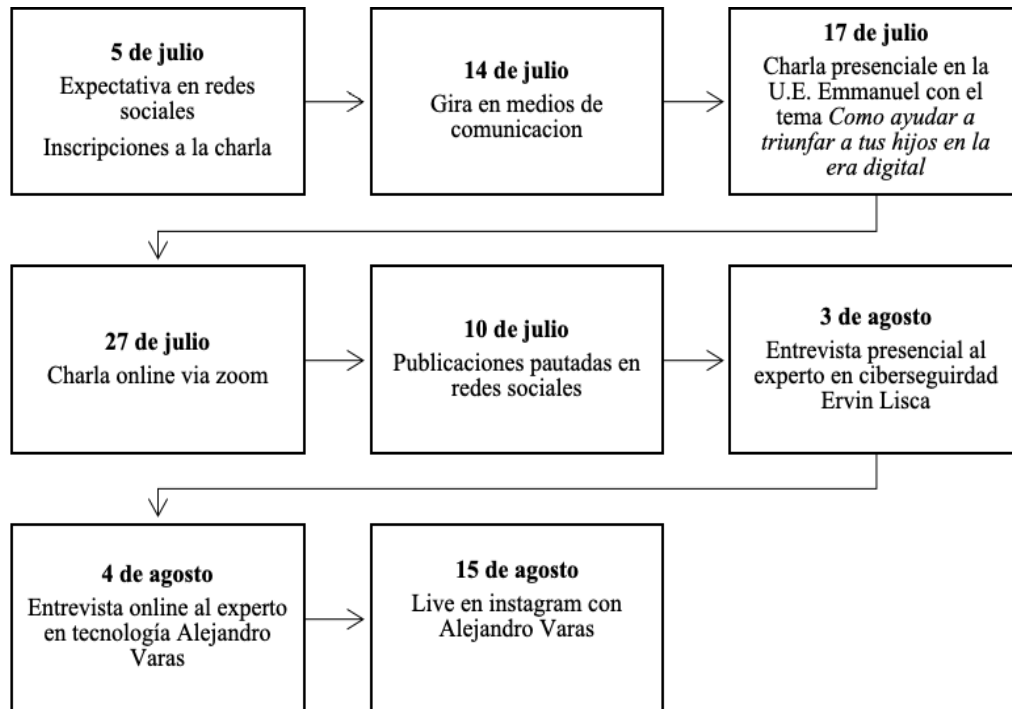 5 de julio
Expectativa en redes
sociales
Inscripciones a la charla
14 de julio
Gira en medios de
comunicacion
17 de julio
Charla presenciale en la
U.E. Emmanuel con el
tema Como ayudar a
triunfar a tus hijos en la
era digital
27 de julio
Charla online via zoom
10 de julio
Publicaciones pautadas en
redes sociales
3 de agosto
Entrevista presencial al
experto en ciberseguirdad
Ervin Lisca
4 de agosto
Entrevista online al experto
en tecnología Alejandro
Varas
15 de agosto
Live en instagram con
Alejandro Varas